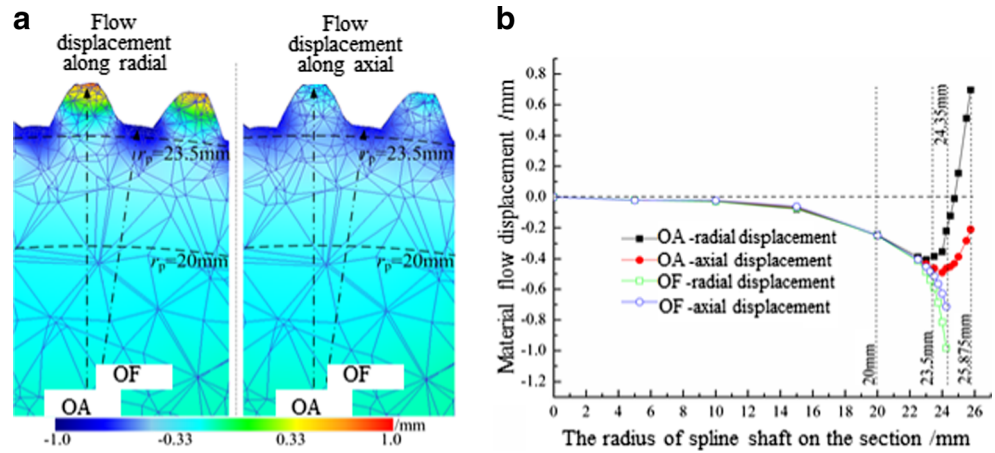 a
Flow
displacement
along radial
Flow
displacement
along axial
rp=23.5mm
rp=23.5mm
rp=20mm
rp=20mm
OF
OF
OA
OA
/mm
-1.0
-0.33
0.33
1.0
b
Material flow displacement /mm
0.8
0.6
0.4
0.2
0.0
-0.2
-0.4
-0.6
-0.8
-1.0
-1.2
24.35mm
OA -radial displacement
OA -axial displacement
OF -radial displacement
OF -axial displacement
20mm
23.5mm
25.875mm
0 2 4 6 8 10 12 14 16 18 20 22 24 26
The radius of spline shaft on the section /mm